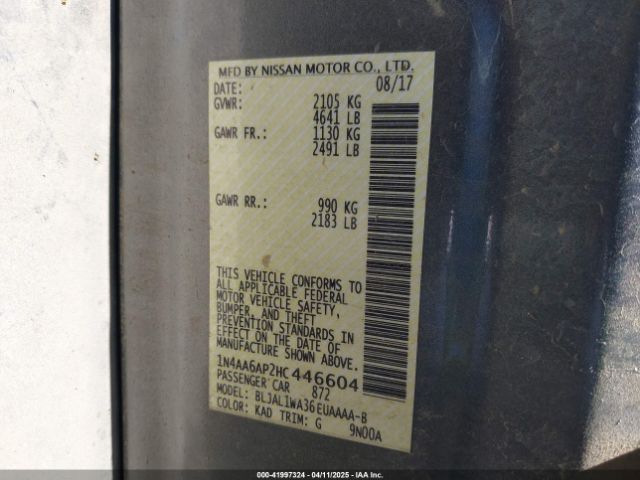 MFD BY NISSAN MOTOR CO., LTD.
DATE: 08/17
GVWR: 2105 KG
4641 LB
GAWR FR.: 1130 KG
2491 LB
GAWR RR.: 990 KG
2183 LB
THIS VEHICLE CONFORMS TO
ALL APPLICABLE FEDERAL
MOTOR VEHICLE SAFETY,
BUMPER, AND THEFT
PREVENTION STANDARDS IN
EFFECT ON THE DATE OF
MANUFACTURE SHOWN ABOVE.
1N4AA6AP2HC446604
PASSENGER CAR 872
MODEL: BLJALIWA36EUAAAA-B
COLOR: KAD TRIM: G 9N00A
000-41997324 - 04/11/2025 - IAAI.COM